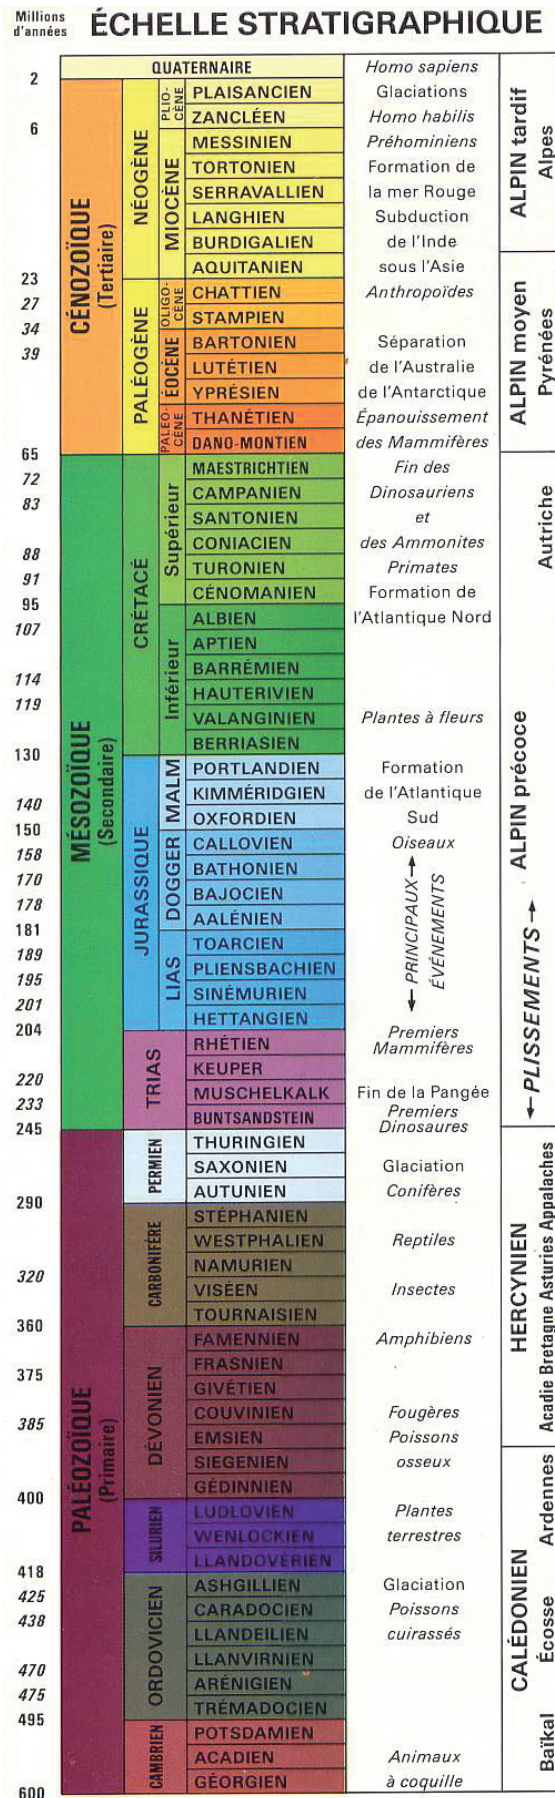 Millions
d'années
ÉCHELLE STRATIGRAPHIQUE
QUATERNAIRE
Homo sapiens
2
PLIO-
CÈNE
PLAISANCIEN
Glaciations
ZANCLÉEN
Homo habilis
6
MESSINIEN
Préhominiens
TORTONIEN
Formation de
SERRAVALLIEN
la mer Rouge
LANGHIEN
Subduction
BURDIGALIEN
de l'Inde
AQUITANIEN
sous l'Asie
MIOCÈNE
NÉOGÈNE
ALPIN tardif
Alpes
CÉNOZOÏQUE
(Tertiaire)
23
CHATTIEN
Anthropoïdes
27
STAMPIEN
OLIGO-
CÈNE
34
BARTONIEN
Séparation
39
LUTÉTIEN
de l'Australie
YPRÉSIEN
de l'Antarctique
ÉOCÈNE
THANÉTIEN
Épanouissement
DANO-MONTIEN
des Mammifères
PALEO-
CÈNE
PALÉOGÈNE
ALPIN moyen
Pyrénées
65
MAESTRICHTIEN
Fin des
72
CAMPANIEN
Dinosauriens
83
SANTONIEN
et
CONIACIEN
des Ammonites
88
TURONIEN
Primates
91
CÉNOMANIEN
Formation de
Supérieur
95
ALBIEN
l'Atlantique Nord
107
APTIEN
BARRÉMIEN
114
HAUTERIVIEN
119
VALANGINIEN
Plantes à fleurs
BERRIASIEN
Inférieur
CRÉTACÉ
Autriche
130
PORTLANDIEN
Formation
KIMMÉRIDGIEN
de l'Atlantique
140
OXFORDIEN
Sud
MALM
150
CALLOVIEN
Oiseaux
158
BATHONIEN
170
BAJOCIEN
178
AALÉNIEN
DOGGER
181
TOARCIEN
189
PLIENSBACHIEN
195
SINÉMURIEN
201
HETTANGIEN
LIAS
JURASSIQUE
← PRINCIPAUX →
ÉVÉNEMENTS
MÉSOZOÏQUE
(Secondaire)
ALPIN précoce
← PLISSEMENTS →
204
RHÉTIEN
Premiers
Mammifères
KEUPER
220
MUSCHELKALK
Fin de la Pangée
233
BUNTSANDSTEIN
Premiers
Dinosaures
TRIAS
245
THURINGIEN
SAXONIEN
Glaciation
AUTUNIEN
Conifères
PERMIEN
290
STÉPHANIEN
WESTPHALIEN
Reptiles
NAMURIEN
320
VISÉEN
Insectes
TOURNAISIEN
CARBONIFÈRE
360
FAMENNIEN
Amphibiens
FRASNIEN
375
GIVÉTIEN
COUVINIEN
Fougères
385
EMSIEN
Poissons
SIEGENIEN
osseux
GÉDINNIEN
DÉVONIEN
HERCYNIEN
Acadie Bretagne Asturies Appalaches
PALÉOZOÏQUE
(Primaire)
400
LUDLOVIEN
Plantes
WENLOCKIEN
terrestres
LLANDOVÉRIEN
SILURIEN
418
ASHGILLIEN
Glaciation
425
CARADOCIEN
Poissons
438
LLANDEILIEN
cuirassés
LLANVIRNIEN
470
ARÉNIGIEN
475
TRÉMADOCIEN
ORDOVICIEN
495
POTSDAMIEN
ACADIEN
Animaux
GÉORGIEN
à coquille
CAMBRIEN
600
CALÉDONIEN
Baïkal
Écosse
Ardennes